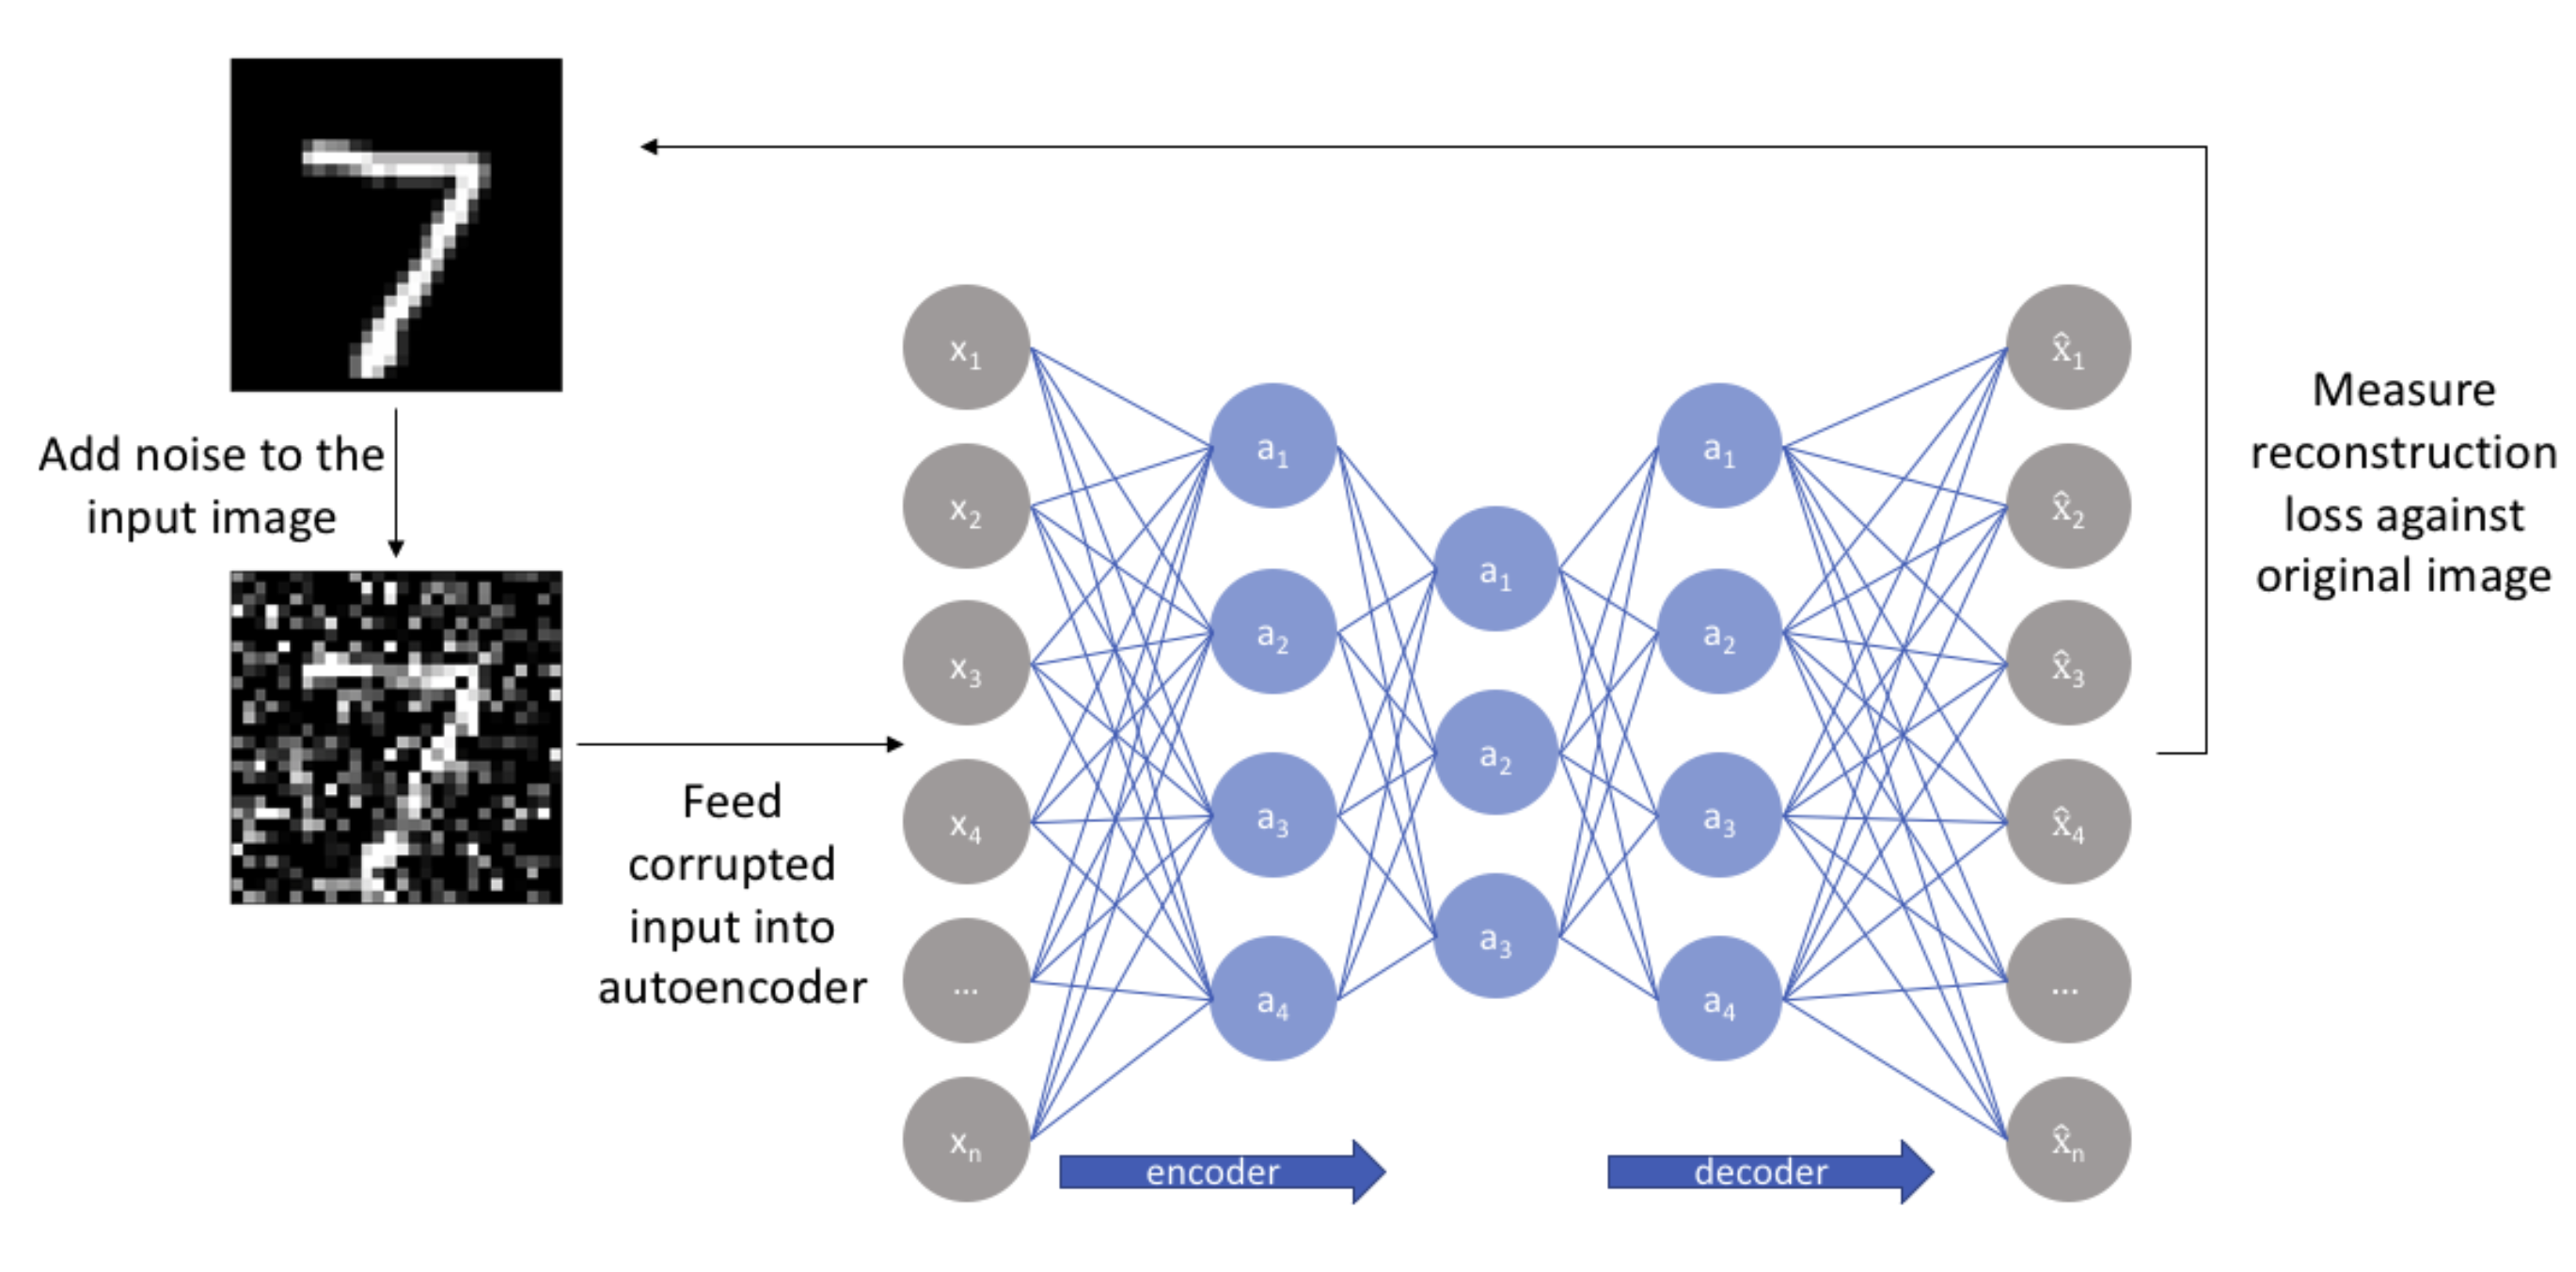 Add noise to the
input image
Feed
corrupted
input into
autoencoder
x₁
x₂
x₃
x₄
...
xₙ
a₁
a₂
a₃
a₄
a₁
a₂
a₃
a₁
a₂
a₃
a₄
x̂₁
x̂₂
x̂₃
x̂₄
...
x̂ₙ
encoder
decoder
Measure
reconstruction
loss against
original image